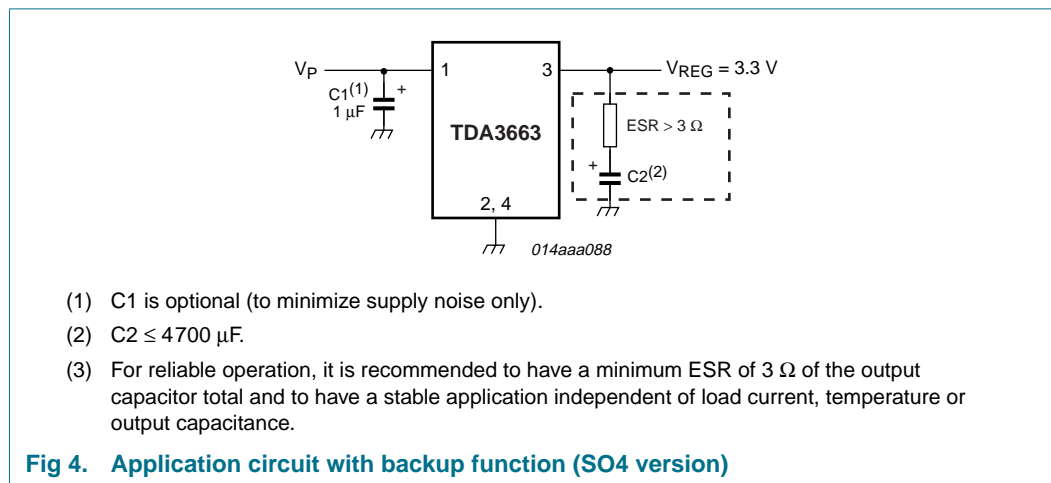 VP
1
3
VREG = 3.3 V
C1(1)
+
1 μF
TDA3663
ESR > 3 Ω
+
C2(2)
2, 4
014aaa088
(1) C1 is optional (to minimize supply noise only).
(2) C2 ≤ 4700 μF.
(3) For reliable operation, it is recommended to have a minimum ESR of 3 Ω of the output
capacitor total and to have a stable application independent of load current, temperature or
output capacitance.
Fig 4. Application circuit with backup function (SO4 version)